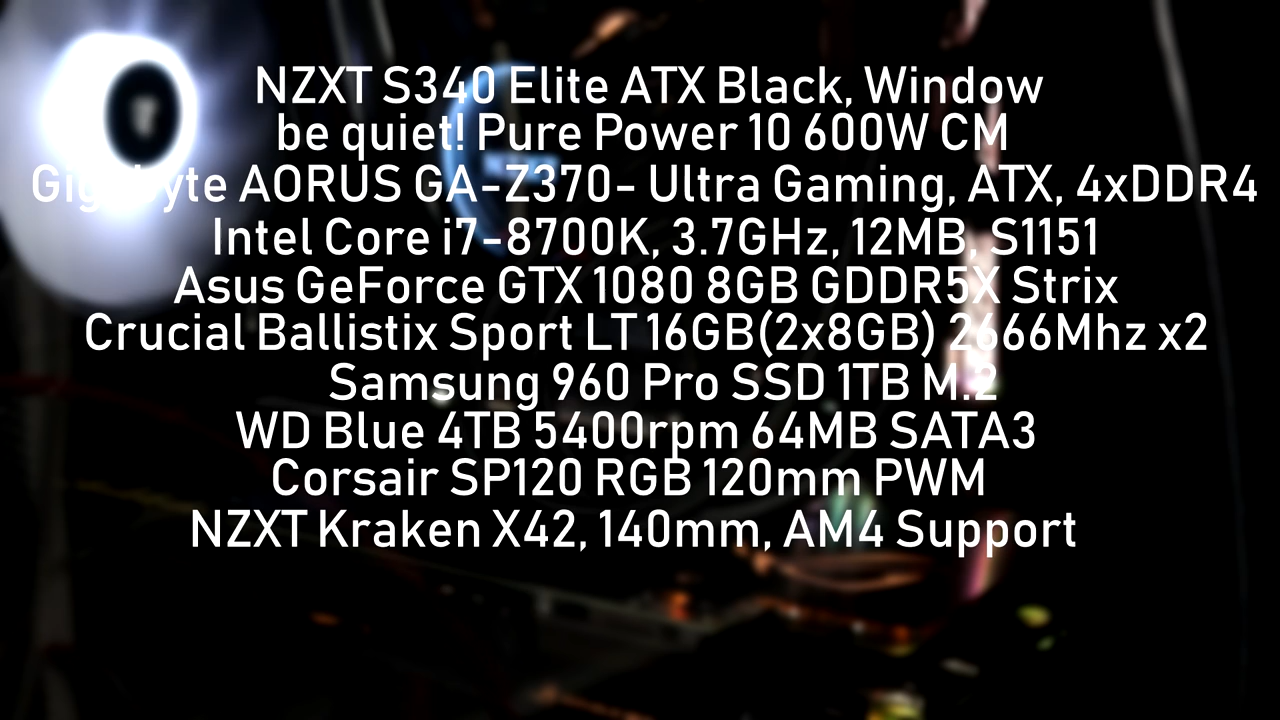 NZXT S340 Elite ATX Black, Window
be quiet! Pure Power 10 600W CM
Gigabyte AORUS GA-Z370- Ultra Gaming, ATX, 4xDDR4
Intel Core i7-8700K, 3.7GHz, 12MB, S1151
Asus GeForce GTX 1080 8GB GDDR5X Strix
Crucial Ballistix Sport LT 16GB(2x8GB) 2666Mhz x2
Samsung 960 Pro SSD 1TB M.2
WD Blue 4TB 5400rpm 64MB SATA3
Corsair SP120 RGB 120mm PWM
NZXT Kraken X42, 140mm, AM4 Support